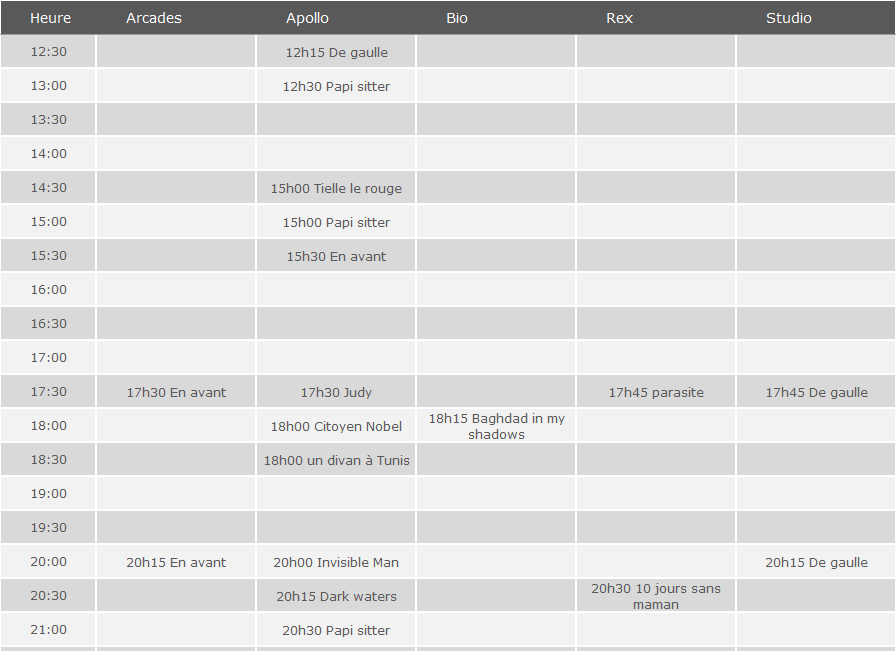 Heure Arcades Apollo Bio Rex Studio
12:30 12h15 De gaulle
13:00 12h30 Papi sitter
13:30
14:00
14:30 15h00 Tielle le rouge
15:00 15h00 Papi sitter
15:30 15h30 En avant
16:00
16:30
17:00
17:30 17h30 En avant 17h30 Judy 17h45 parasite 17h45 De gaulle
18:00 18h00 Citoyen Nobel 18h15 Baghdad in my
shadows
18:30 18h00 un divan à Tunis
19:00
19:30
20:00 20h15 En avant 20h00 Invisible Man 20h15 De gaulle
20:30 20h15 Dark waters 20h30 10 jours sans
maman
21:00 20h30 Papi sitter